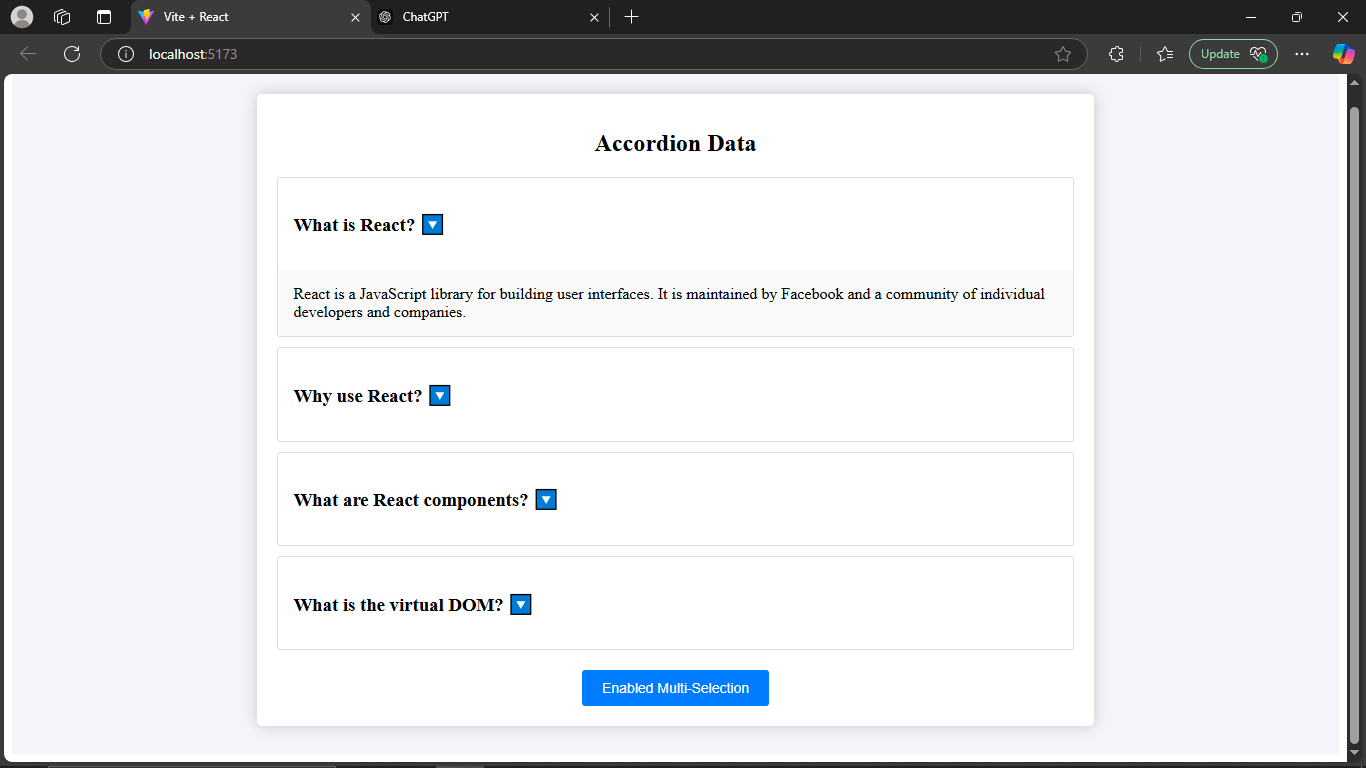 Vite + React
ChatGPT
localhost:5173
Update
Accordion Data
What is React? 🔽
React is a JavaScript library for building user interfaces. It is maintained by Facebook and a community of individual
developers and companies.
Why use React? 🔽
What are React components? 🔽
What is the virtual DOM? 🔽
Enabled Multi-Selection